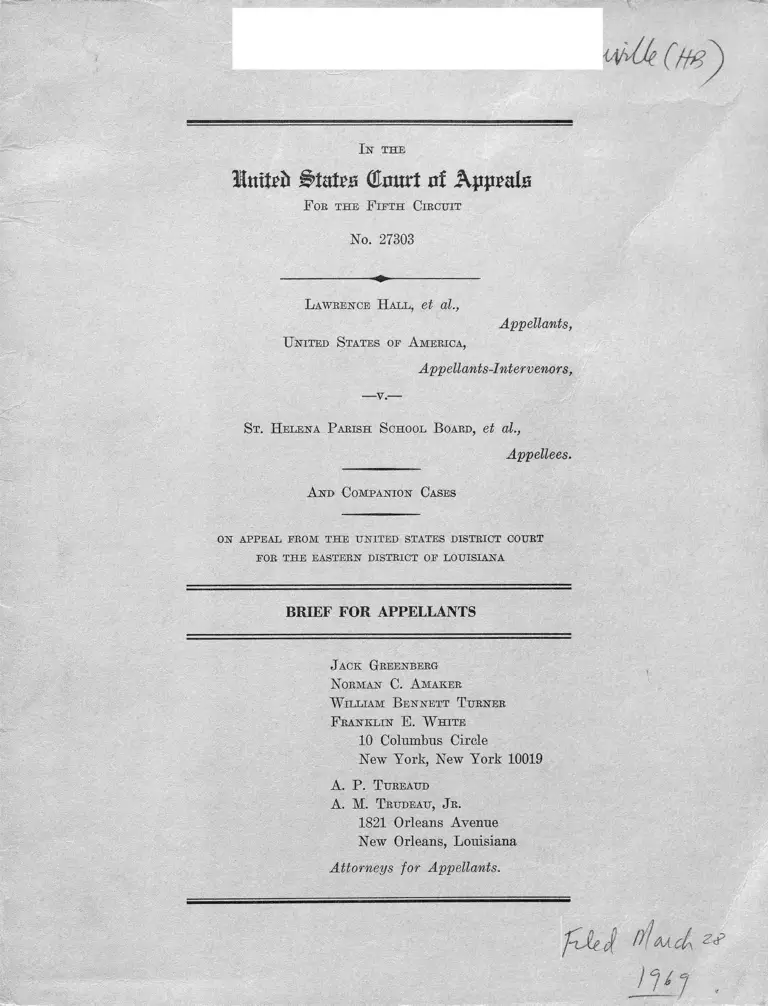 (HB)
IN THE
United States Court of Appeals
FOR THE FIFTH CIRCUIT
No. 27303
LAWRENCE HALL, et al.,
Appellants,
UNITED STATES OF AMERICA,
Appellants-Intervenors,
—v.—
ST. HELENA PARISH SCHOOL BOARD, et al.,
Appellees.
AND COMPANION CASES
ON APPEAL FROM THE UNITED STATES DISTRICT COURT
FOR THE EASTERN DISTRICT OF LOUISIANA
BRIEF FOR APPELLANTS
JACK GREENBERG
NORMAN C. AMAKER
WILLIAM BENNETT TURNER
FRANKLIN E. WHITE
10 Columbus Circle
New York, New York 10019
A. P. TUREAUD
A. M. TRUDEAU, JR.
1821 Orleans Avenue
New Orleans, Louisiana
Attorneys for Appellants.
Filed March 28
1969.